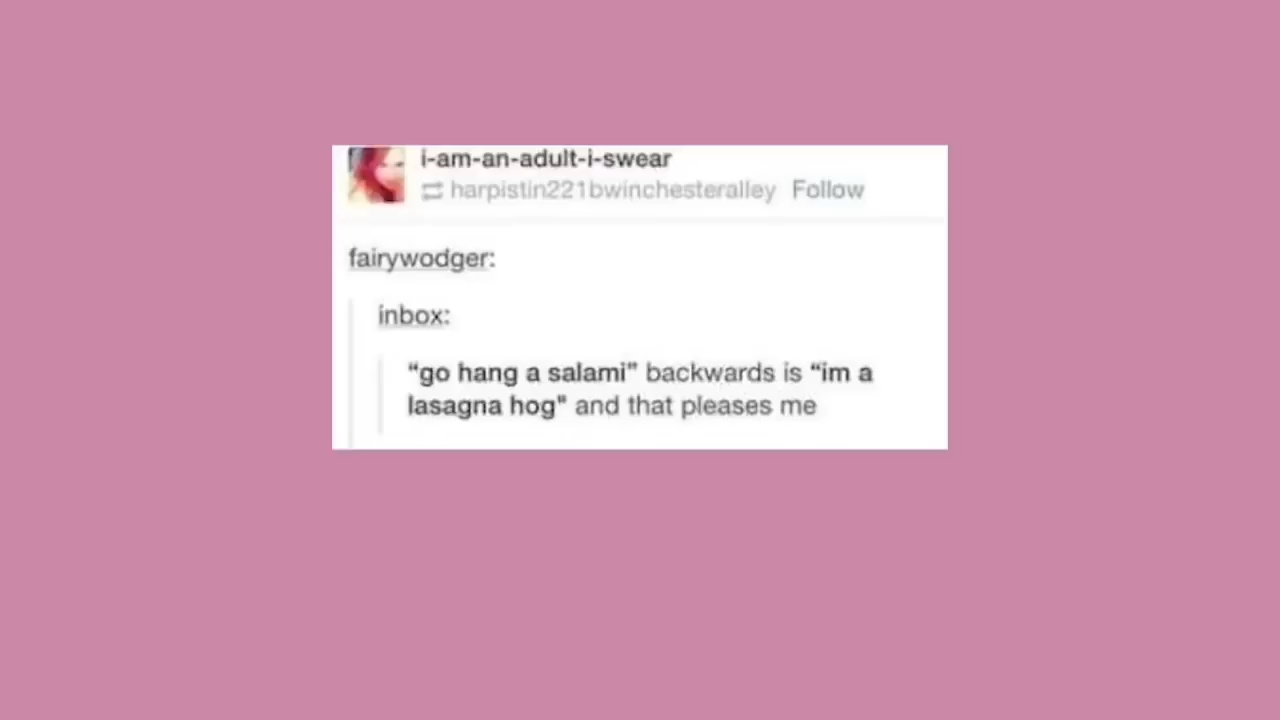 i-am-an-adult-i-swear
harpistin221bwinchesteralley Follow
fairywodger:
inbox:
“go hang a salami” backwards is “im a
lasagna hog" and that pleases me